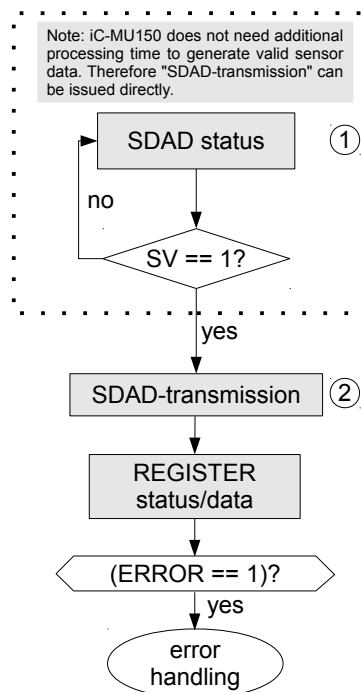 Note: iC-MU150 does not need additional
processing time to generate valid sensor
data. Therefore "SDAD-transmission" can
be issued directly.
SDAD status
1
no
SV == 1?
yes
SDAD-transmission
2
REGISTER
status/data
(ERROR == 1)?
yes
error
handling